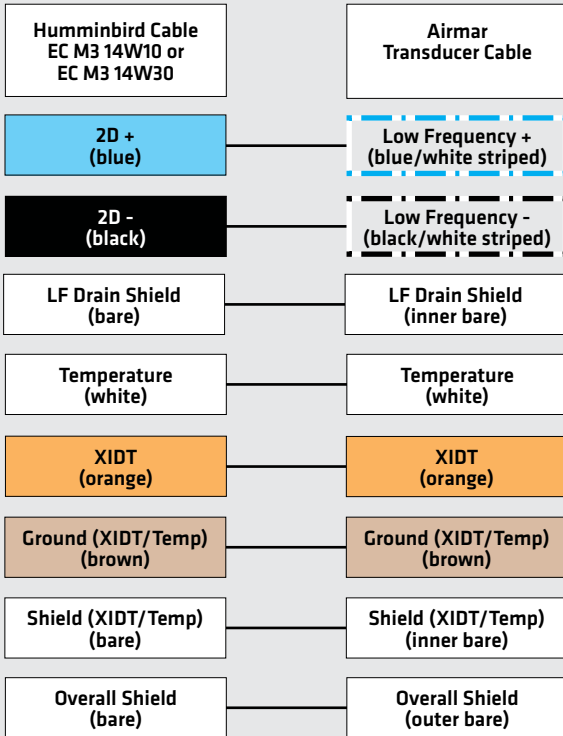 Humminbird Cable
EC M3 14W10 or
EC M3 14W30
Airmar
Transducer Cable
2D +
(blue)
Low Frequency +
(blue/white striped)
2D -
(black)
Low Frequency -
(black/white striped)
LF Drain Shield
(bare)
LF Drain Shield
(inner bare)
Temperature
(white)
Temperature
(white)
XIDT
(orange)
XIDT
(orange)
Ground (XIDT/Temp)
(brown)
Ground (XIDT/Temp)
(brown)
Shield (XIDT/Temp)
(bare)
Shield (XIDT/Temp)
(inner bare)
Overall Shield
(bare)
Overall Shield
(outer bare)